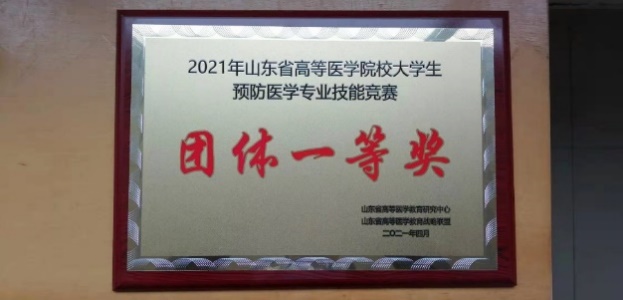 2021年山东省高等医学院校大学生
预防医学专业技能竞赛
团体一等奖
山东省高等医学教育研究中心
山东省高等医学教育战略联盟
二〇二一年四月